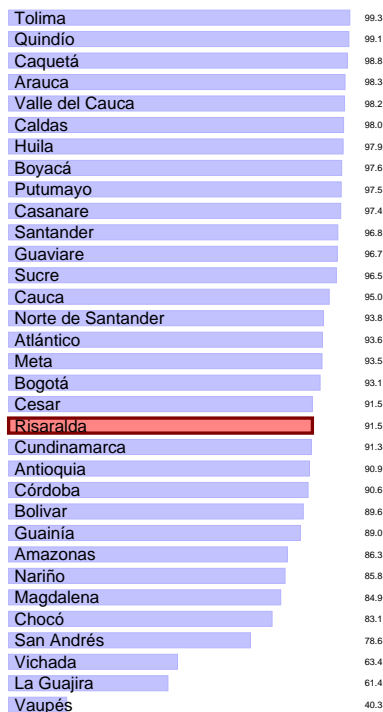 Tolima 99.3
Quindío 99.1
Caquetá 98.8
Arauca 98.3
Valle del Cauca 98.2
Caldas 98.0
Huila 97.9
Boyacá 97.6
Putumayo 97.5
Casanare 97.4
Santander 96.8
Guaviare 96.7
Sucre 96.5
Cauca 95.0
Norte de Santander 93.8
Atlántico 93.6
Meta 93.5
Bogotá 93.1
Cesar 91.5
Risaralda 91.5
Cundinamarca 91.3
Antioquia 90.9
Córdoba 90.6
Bolivar 89.6
Guainía 89.0
Amazonas 86.3
Nariño 85.8
Magdalena 84.9
Chocó 83.1
San Andrés 78.6
Vichada 63.4
La Guajira 61.4
Vaupés 40.3